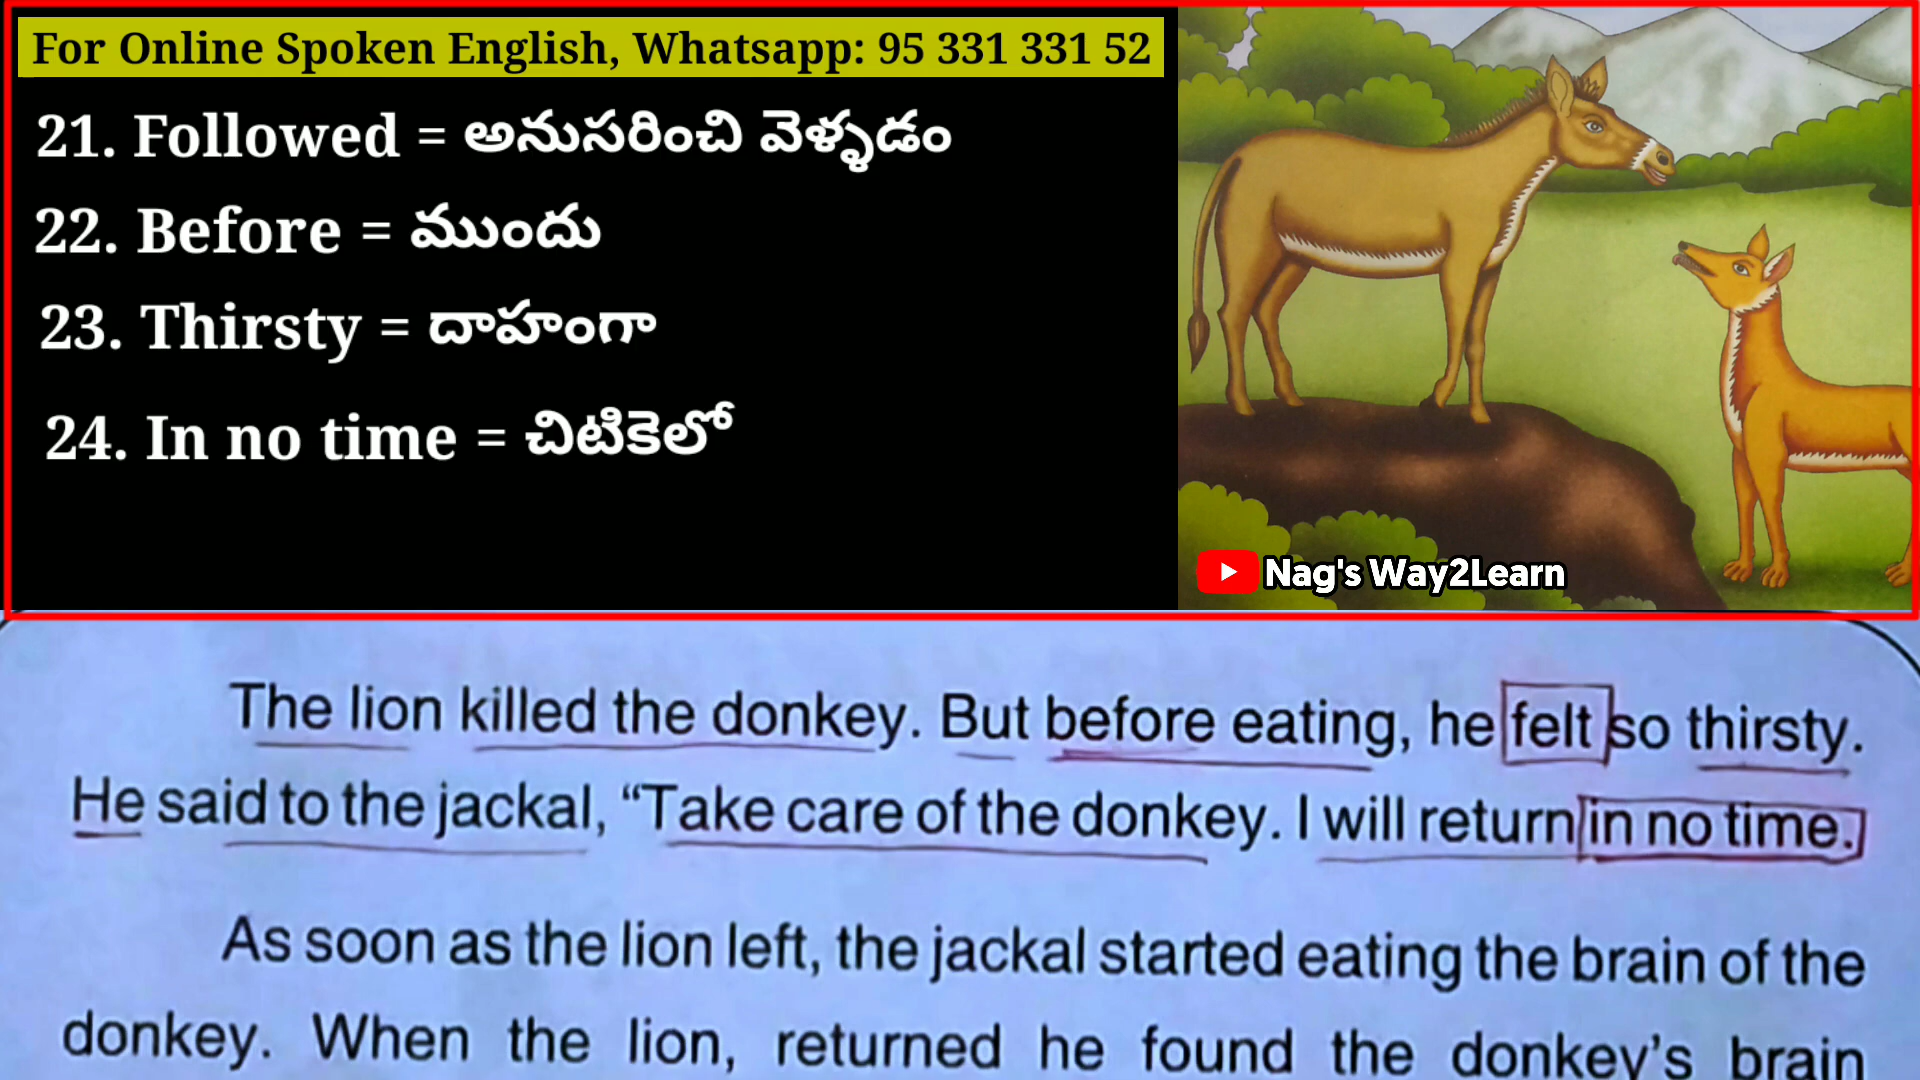 For Online Spoken English, Whatsapp: 95 331 331 52
21. Followed = అనుసరించి వెళ్ళడం
22. Before = ముందు
23. Thirsty = దాహంగా
24. In no time = చిటికెలో
Nag's Way2Learn
The lion killed the donkey. But before eating, he felt so thirsty.
He said to the jackal, “Take care of the donkey. I will return in no time.
As soon as the lion left, the jackal started eating the brain of the
donkey. When the lion, returned he found the donkey’s brain